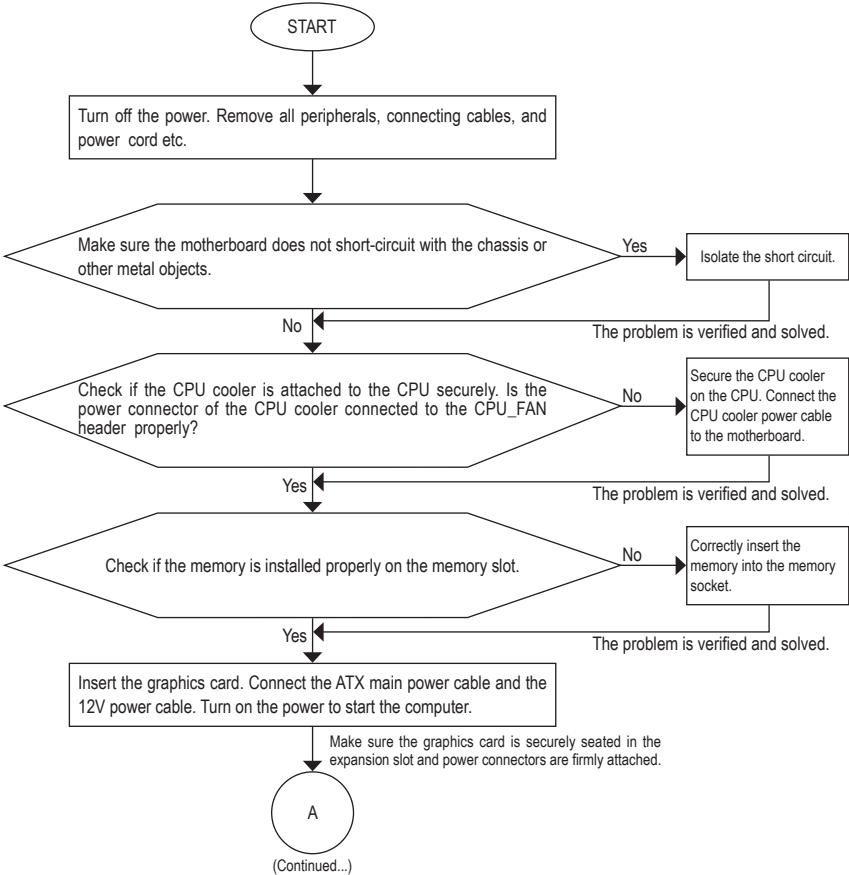 START
Turn off the power. Remove all peripherals, connecting cables, and
power cord etc.
Make sure the motherboard does not short-circuit with the chassis or
other metal objects.
Yes
Isolate the short circuit.
No
The problem is verified and solved.
Check if the CPU cooler is attached to the CPU securely. Is the
power connector of the CPU cooler connected to the CPU_FAN
header properly?
No
Secure the CPU cooler
on the CPU. Connect the
CPU cooler power cable
to the motherboard.
Yes
The problem is verified and solved.
Check if the memory is installed properly on the memory slot.
No
Correctly insert the
memory into the memory
socket.
Yes
The problem is verified and solved.
Insert the graphics card. Connect the ATX main power cable and the
12V power cable. Turn on the power to start the computer.
Make sure the graphics card is securely seated in the
expansion slot and power connectors are firmly attached.
A
(Continued...)